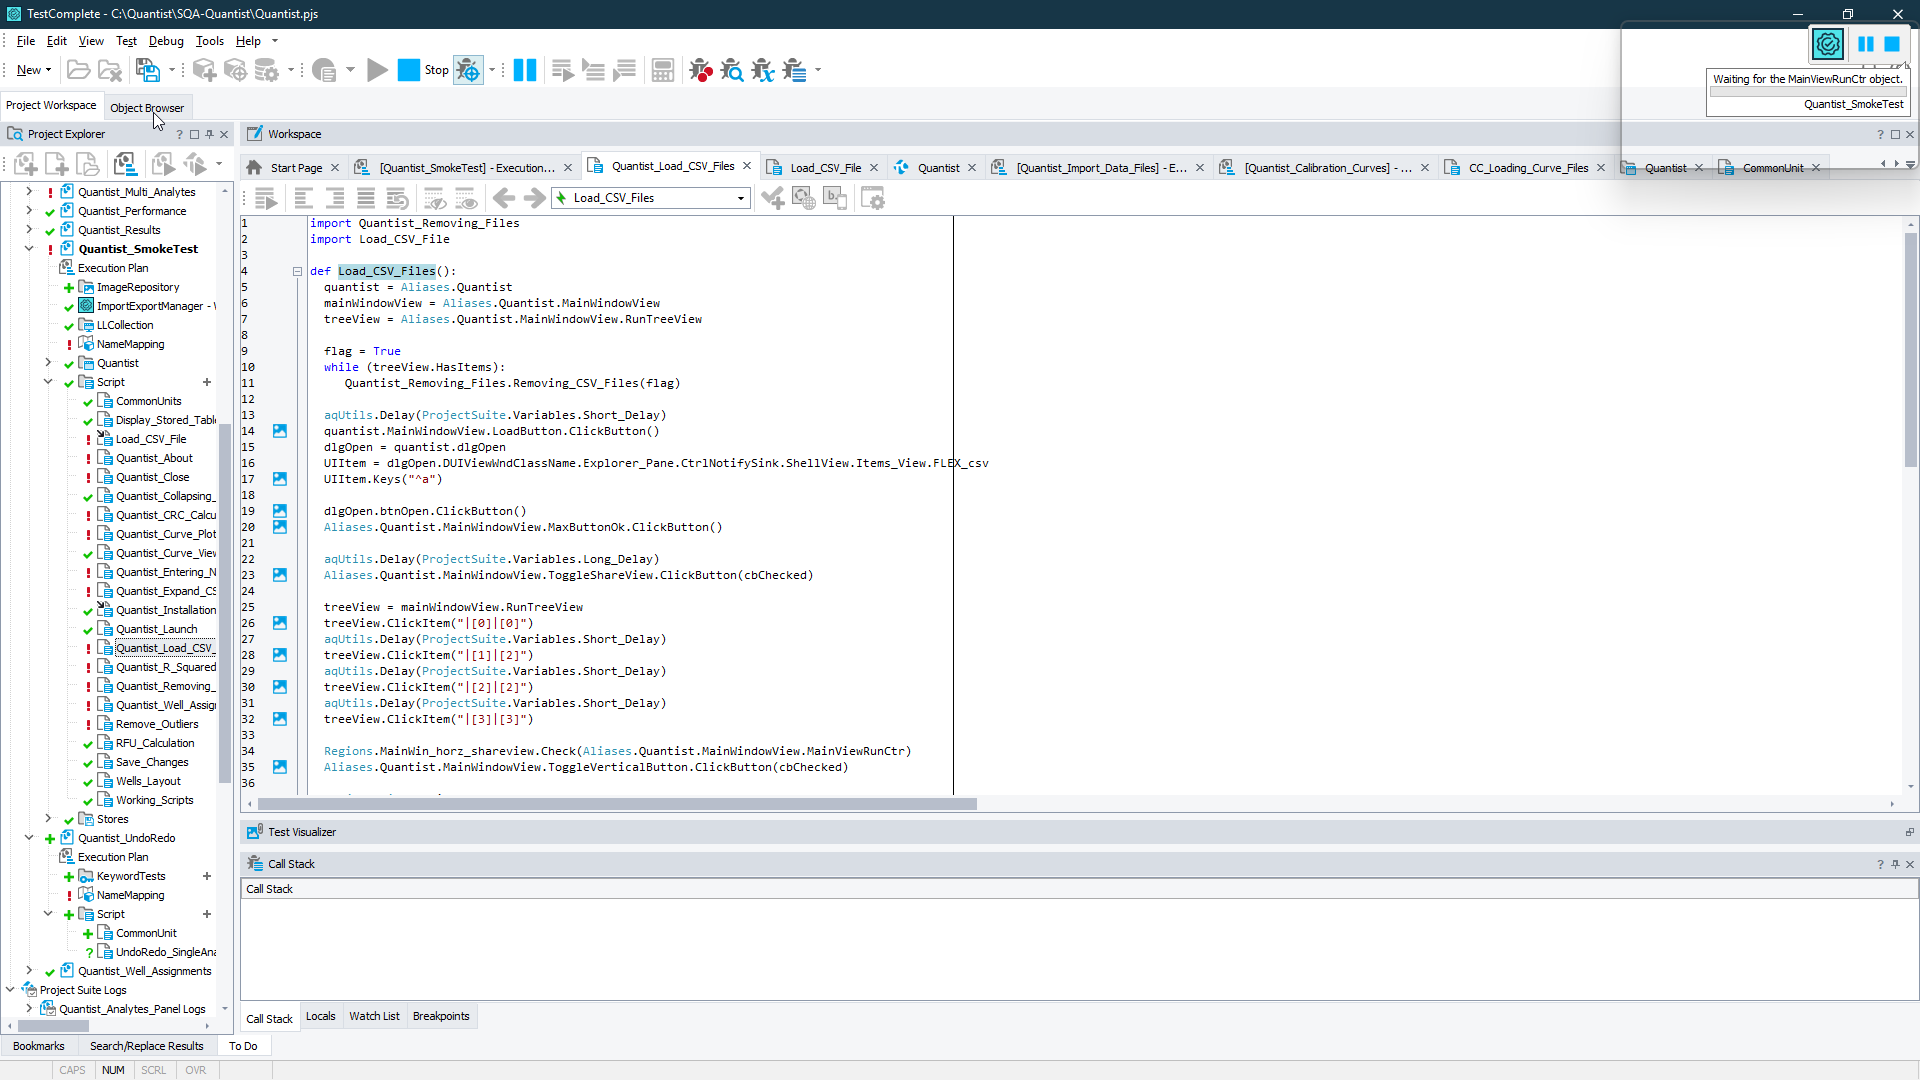 TestComplete - C:\Quantist\SQA-Quantist\Quantist.pjs
File Edit View Test Debug Tools Help
New Stop
Waiting for the MainViewRunCtr object.
Quantist_SmokeTest
Project Workspace Object Browser
Project Explorer
Workspace
Start Page [Quantist_SmokeTest] - Execution... Quantist_Load_CSV_Files Load_CSV_File Quantist [Quantist_Import_Data_Files] - E... [Quantist_Calibration_Curves] - ... CC_Loading_Curve_Files Quantist CommonUnit
Load_CSV_Files
Quantist_Multi_Analytes
Quantist_Performance
Quantist_Results
Quantist_SmokeTest
Execution Plan
ImageRepository
ImportExportManager - 
LLCollection
NameMapping
Quantist
Script
CommonUnits
Display_Stored_Table
Load_CSV_File
Quantist_About
Quantist_Close
Quantist_Collapsing_
Quantist_CRC_Calcu
Quantist_Curve_Plot
Quantist_Curve_View
Quantist_Entering_N
Quantist_Expand_CS
Quantist_Installation
Quantist_Launch
Quantist_Load_CSV_
Quantist_R_Squared
Quantist_Removing_
Quantist_Well_Assign
Remove_Outliers
RFU_Calculation
Save_Changes
Wells_Layout
Working_Scripts
Stores
Quantist_UndoRedo
Execution Plan
KeywordTests
NameMapping
Script
CommonUnit
UndoRedo_SingleAna
Quantist_Well_Assignments
Project Suite Logs
Quantist_Analytes_Panel Logs
1 import Quantist_Removing_Files
2 import Load_CSV_File
3
4 def Load_CSV_Files():
5 quantist = Aliases.Quantist
6 mainWindowView = Aliases.Quantist.MainWindowView
7 treeView = Aliases.Quantist.MainWindowView.RunTreeView
8
9 flag = True
10 while (treeView.HasItems):
11 Quantist_Removing_Files.Removing_CSV_Files(flag)
12
13 aqUtils.Delay(ProjectSuite.Variables.Short_Delay)
14 quantist.MainWindowView.LoadButton.ClickButton()
15 dlgOpen = quantist.dlgOpen
16 UIItem = dlgOpen.DUIViewWndClassName.Explorer_Pane.CtrlNotifySink.ShellView.Items_View.FLEX_csv
17 UIItem.Keys("^a")
18
19 dlgOpen.btnOpen.ClickButton()
20 Aliases.Quantist.MainWindowView.MaxButtonOk.ClickButton()
21
22 aqUtils.Delay(ProjectSuite.Variables.Long_Delay)
23 Aliases.Quantist.MainWindowView.ToggleShareView.ClickButton(cbChecked)
24
25 treeView = mainWindowView.RunTreeView
26 treeView.ClickItem("|[0]|[0]")
27 aqUtils.Delay(ProjectSuite.Variables.Short_Delay)
28 treeView.ClickItem("|[1]|[2]")
29 aqUtils.Delay(ProjectSuite.Variables.Short_Delay)
30 treeView.ClickItem("|[2]|[2]")
31 aqUtils.Delay(ProjectSuite.Variables.Short_Delay)
32 treeView.ClickItem("|[3]|[3]")
33
34 Regions.MainWin_horz_shareview.Check(Aliases.Quantist.MainWindowView.MainViewRunCtr)
35 Aliases.Quantist.MainWindowView.ToggleVerticalButton.ClickButton(cbChecked)
36
Test Visualizer
Call Stack
Call Stack
Call Stack Locals Watch List Breakpoints
Bookmarks Search/Replace Results To Do
CAPS NUM SCRL OVR